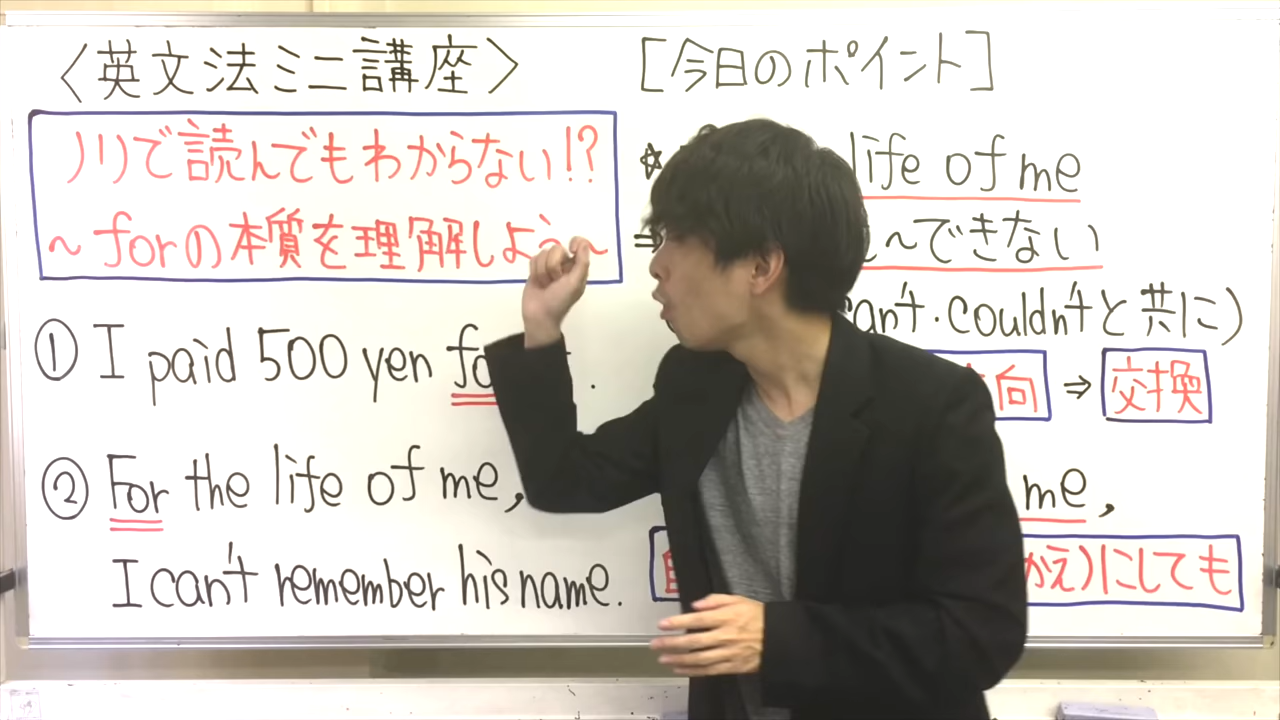 〈英文法ミニ講座〉
ノリで読んでもわからない!?
～forの本質を理解しよう～
① I paid 500 yen
② For the life of me,
I can't remember his name.
[今日のポイント]
☆ life of me
⇒ ～できない
can't・couldn'tと共に)
向 ⇒ 交換
me,
かえ)にしても